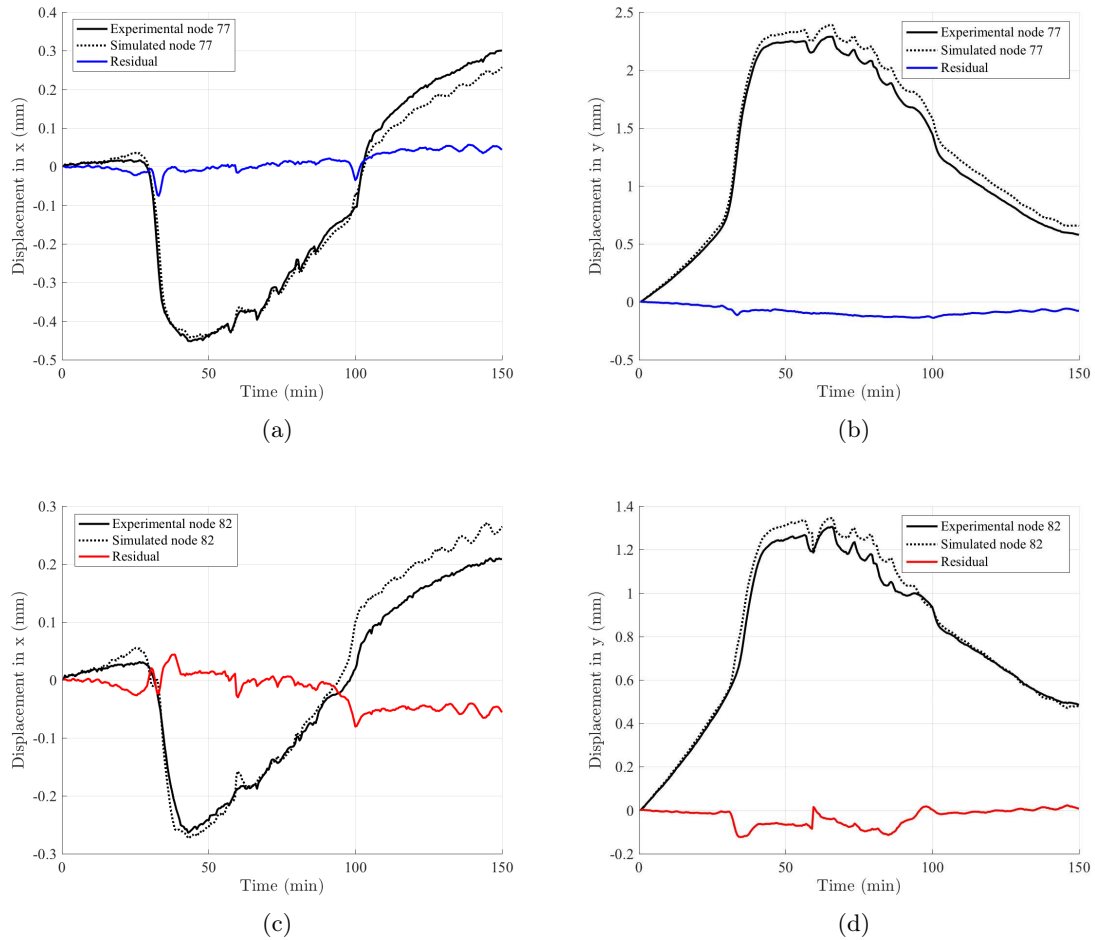 Experimental node 77
Simulated node 77
Residual
0.4
0.3
0.2
0.1
0
-0.1
-0.2
-0.3
-0.4
-0.5
Displacement in x (mm)
0
50
100
150
Time (min)
(a)
Experimental node 77
Simulated node 77
Residual
2.5
2
1.5
1
0.5
0
-0.5
Displacement in y (mm)
0
50
100
150
Time (min)
(b)
Experimental node 82
Simulated node 82
Residual
0.3
0.2
0.1
0
-0.1
-0.2
-0.3
Displacement in x (mm)
0
50
100
150
Time (min)
(c)
Experimental node 82
Simulated node 82
Residual
1.4
1.2
1
0.8
0.6
0.4
0.2
0
-0.2
Displacement in y (mm)
0
50
100
150
Time (min)
(d)